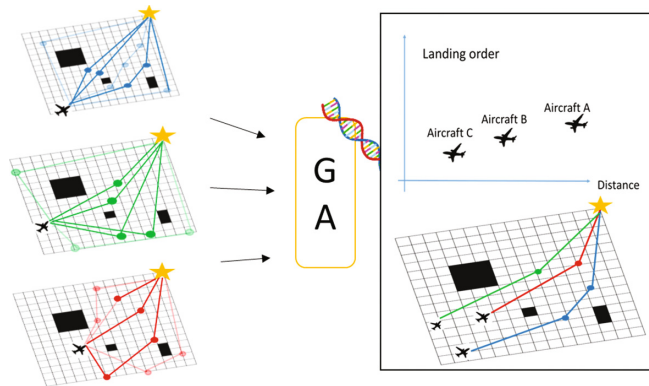 G
A
Landing order
Aircraft A
Aircraft B
Aircraft C
Distance